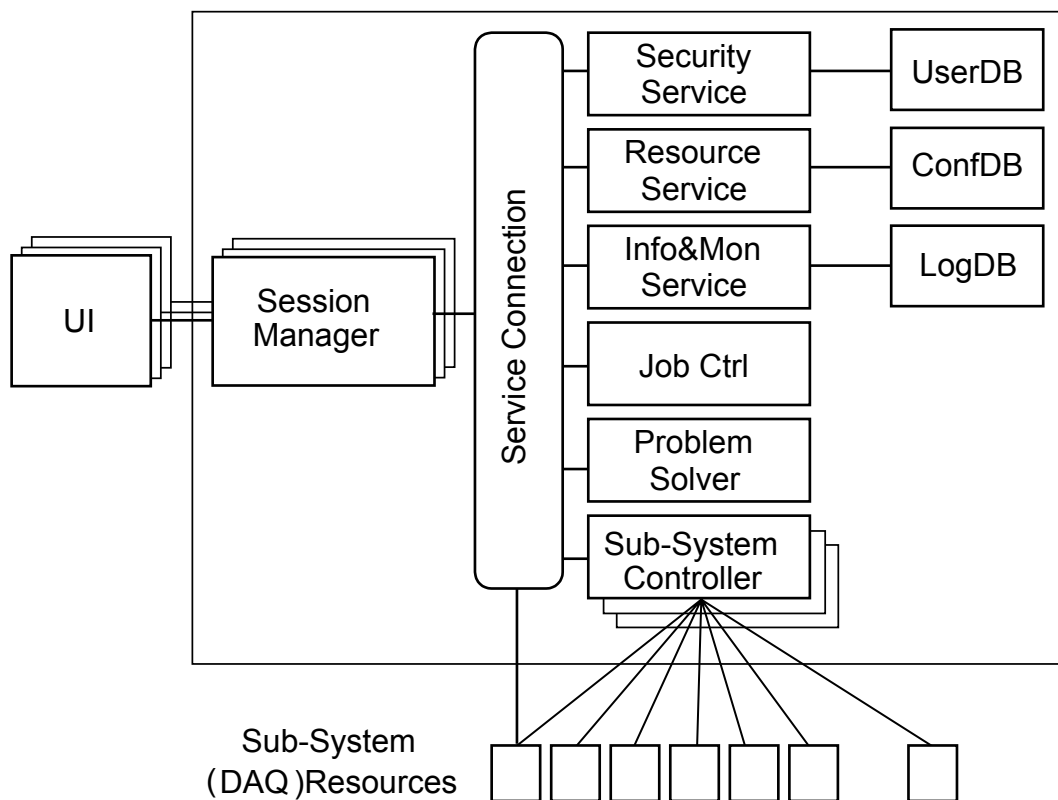 UI
Session
Manager
Service Connection
Security
Service
UserDB
Resource
Service
ConfDB
Info&Mon
Service
LogDB
Job Ctrl
Problem
Solver
Sub-System
Controller
Sub-System
(DAQ)Resources